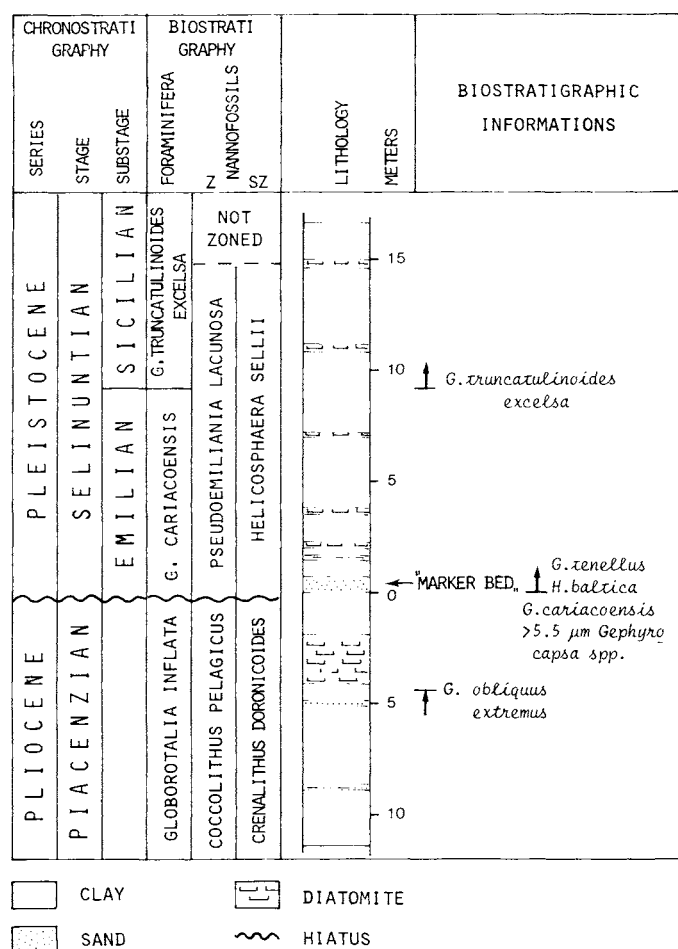 CHRONOSTRATI
GRAPHY
BIOSTRATI
GRAPHY
SERIES
STAGE
SUBSTAGE
FORAMINIFERA
NANNOFOSSILS
Z SZ
LITHOLOGY
METERS
BIOSTRATIGRAPHIC
INFORMATIONS
PLEISTOCENE
SELINUNTIAN
SICILIAN
EMILIAN
G.TRUNCATULINOIDES
EXCELSA
G. CARIACOENSIS
NOT
ZONED
PSEUDOEMILIANIA LACUNOSA
HELICOSPHAERA SELLII
PLIOCENE
PIACENZIAN
GLOBOROTALIA INFLATA
COCCOLITHUS PELAGICUS
CRENALITHUS DORONICOIDES
15
10
5
0
5
10
G.truncatulinoides
excelsa
"MARKER BED"
G.tenellus
H.baltica
G.cariacoensis
>5.5 µm Gephyro
capsa spp.
G. obliquus
extremus
CLAY
DIATOMITE
SAND
HIATUS